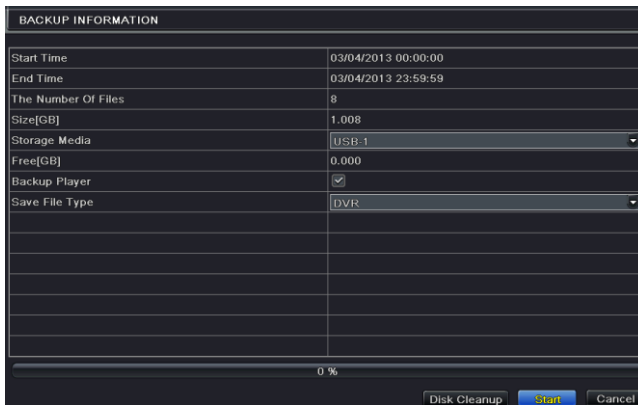 BACKUP INFORMATION
Start Time 03/04/2013 00:00:00
End Time 03/04/2013 23:59:59
The Number Of Files 8
Size[GB] 1.008
Storage Media USB-1
Free[GB] 0.000
Backup Player
Save File Type DVR
0 %
Disk Cleanup Start Cancel